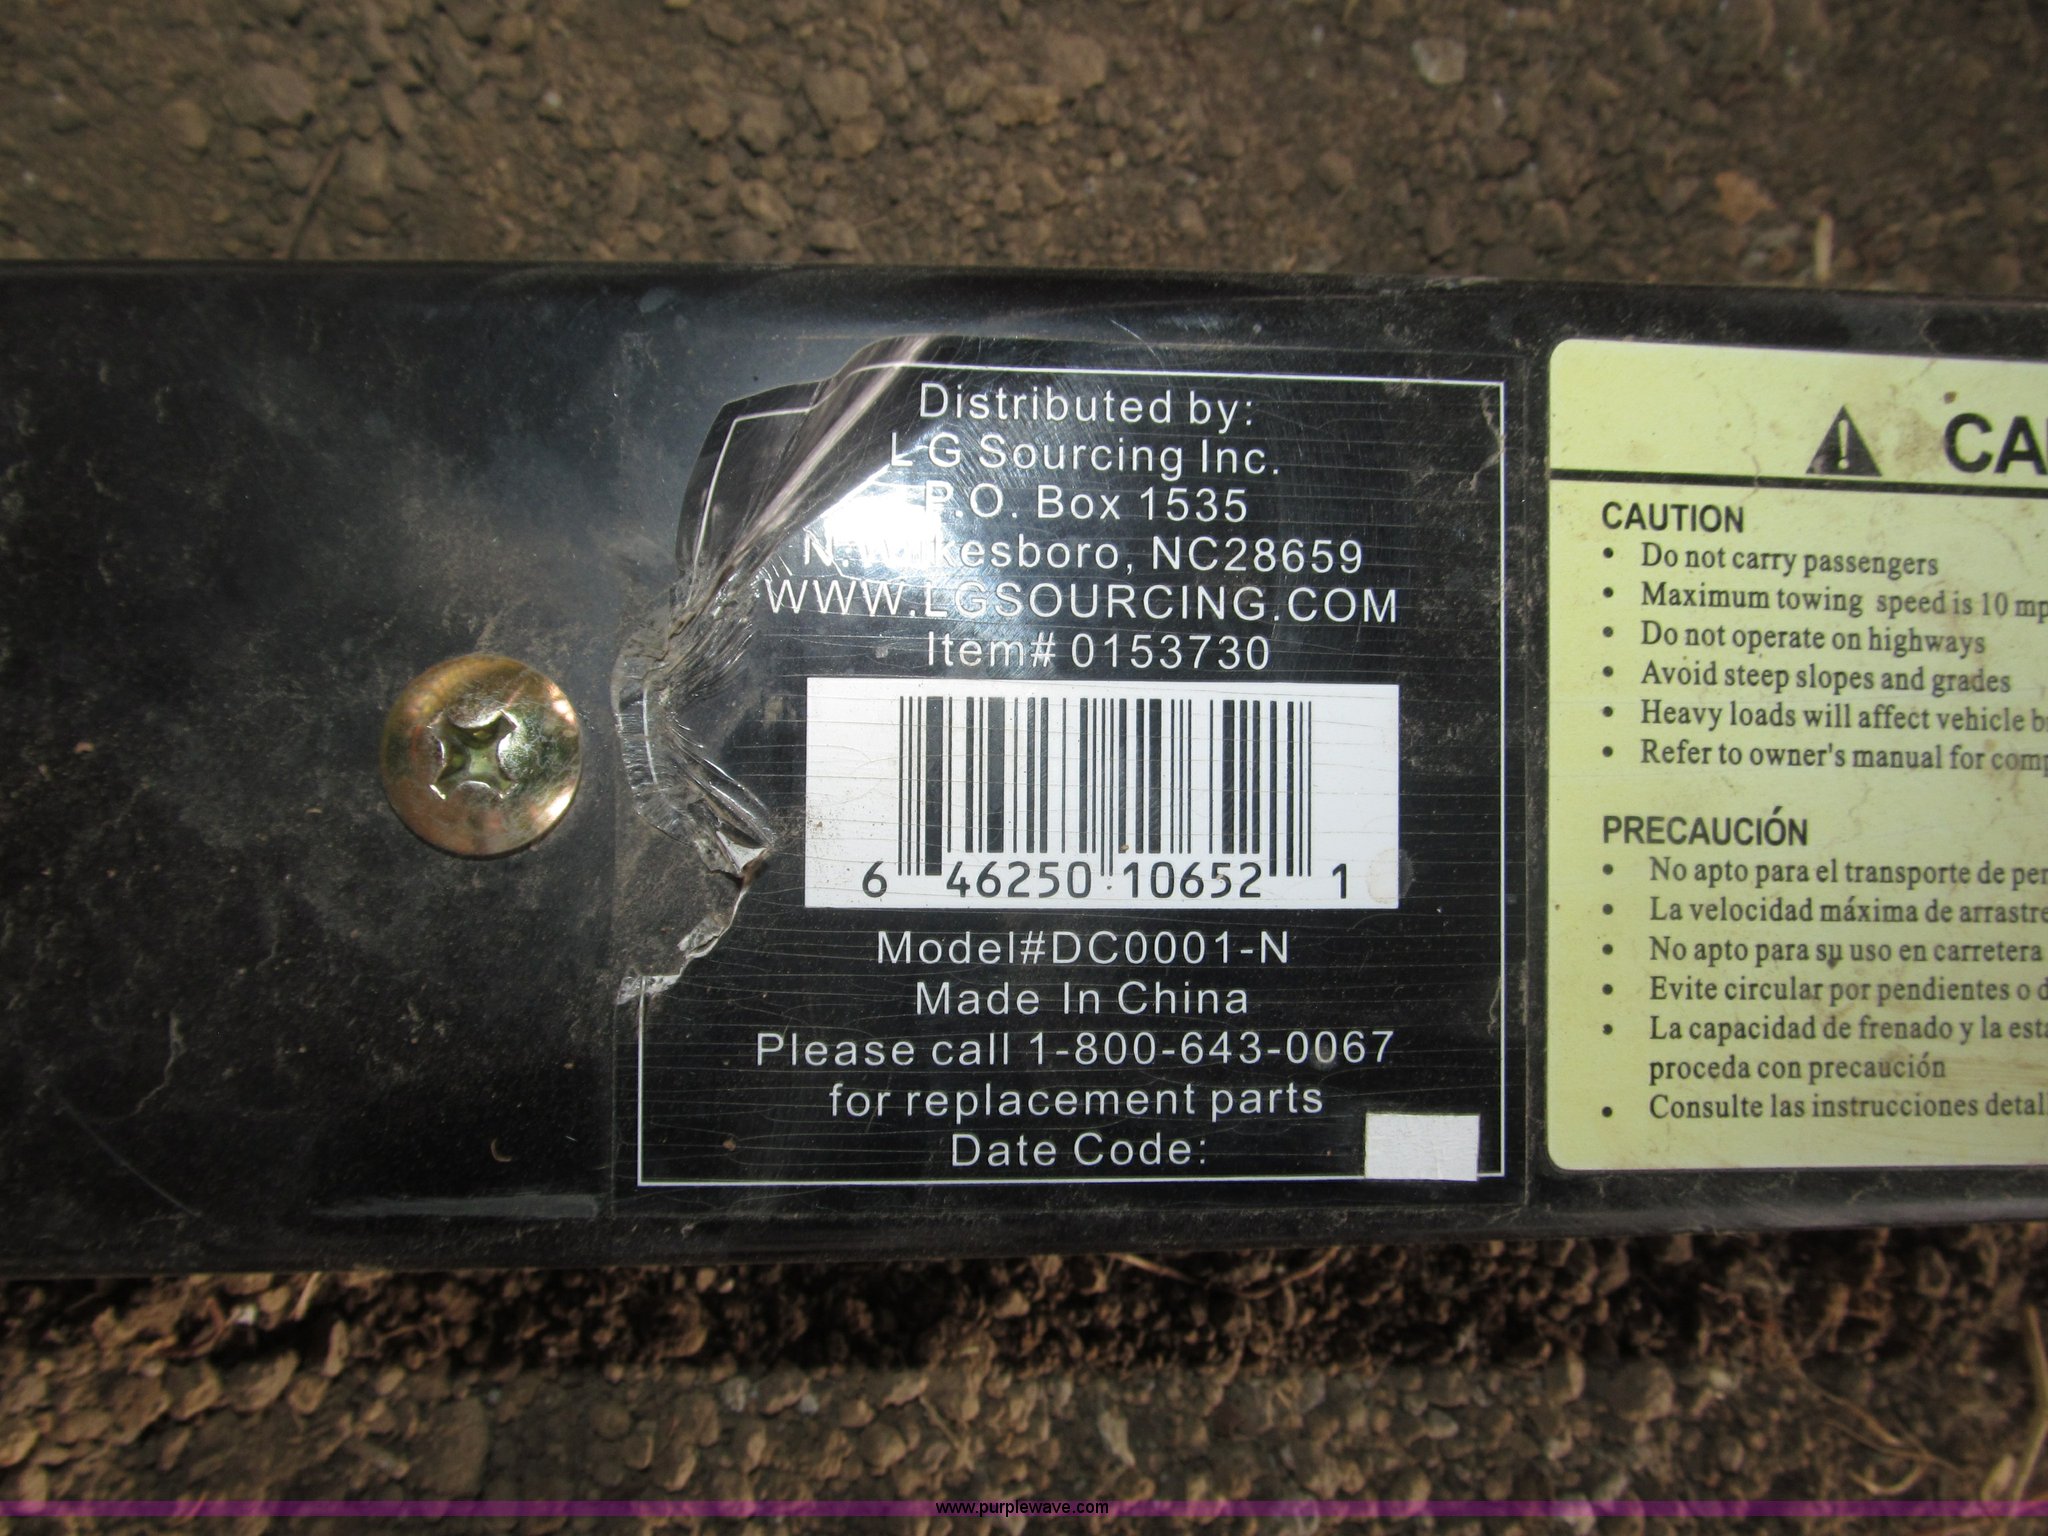 Distributed by:
L G Sourcing Inc.
P.O. Box 1535
N. Wilkesboro, NC28659
WWW.LGSOURCING.COM
Item# 0153730
6 46250 10652 1
Model#DC0001-N
Made In China
Please call 1-800-643-0067
for replacement parts
Date Code:
CAUTION
• Do not carry passengers
• Maximum towing speed is 10
• Do not operate on highways
• Avoid steep slopes and grades
• Heavy loads will affect vehicle
• Refer to owner's manual for
PRECAUCIÓN
• No apto para el transporte de
• La velocidad máxima de arrastre
• No apto para su uso en carretera
• Evite circular por pendientes o
• La capacidad de frenado y la
proceda con precaución
• Consulte las instrucciones
www.purplewave.com